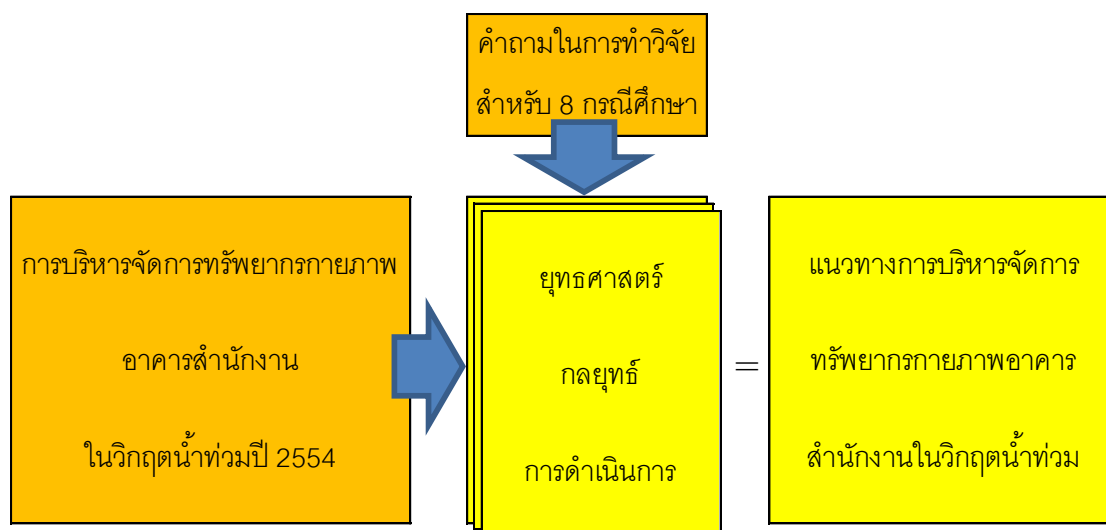 คำถามในการทำวิจัย
สำหรับ 8 กรณีศึกษา
การบริหารจัดการทรัพยากรกายภาพ
อาคารสำนักงาน
ในวิกฤตน้ำท่วมปี 2554
ยุทธศาสตร์
กลยุทธ์
การดำเนินการ
=
แนวทางการบริหารจัดการ
ทรัพยากรกายภาพอาคาร
สำนักงานในวิกฤตน้ำท่วม